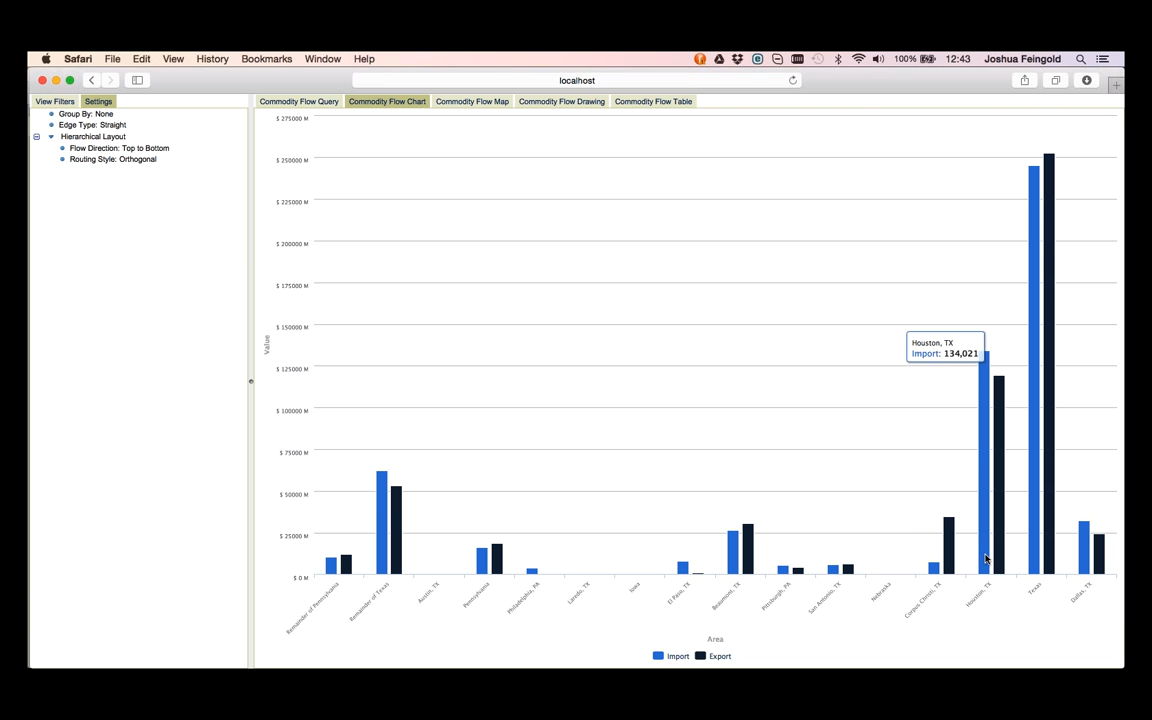 Safari File Edit View History Bookmarks Window Help 100% 12:43 Joshua Feingold
localhost
View Filters Settings Commodity Flow Query Commodity Flow Chart Commodity Flow Map Commodity Flow Drawing Commodity Flow Table
Group By: None
Edge Type: Straight
Hierarchical Layout
Flow Direction: Top to Bottom
Routing Style: Orthogonal
$ 275000 M
$ 250000 M
$ 225000 M
$ 200000 M
$ 175000 M
$ 150000 M
$ 125000 M
$ 100000 M
$ 75000 M
$ 50000 M
$ 25000 M
$ 0 M
Value
Houston, TX
Import: 134,021
Remainder of Pennsylvania
Remainder of Texas
Austin, TX
Pennsylvania
Philadelphia, PA
Laredo, TX
Iowa
El Paso, TX
Beaumont, TX
Pittsburgh, PA
San Antonio, TX
Nebraska
Corpus Christi, TX
Houston, TX
Texas
Dallas, TX
Area
Import Export